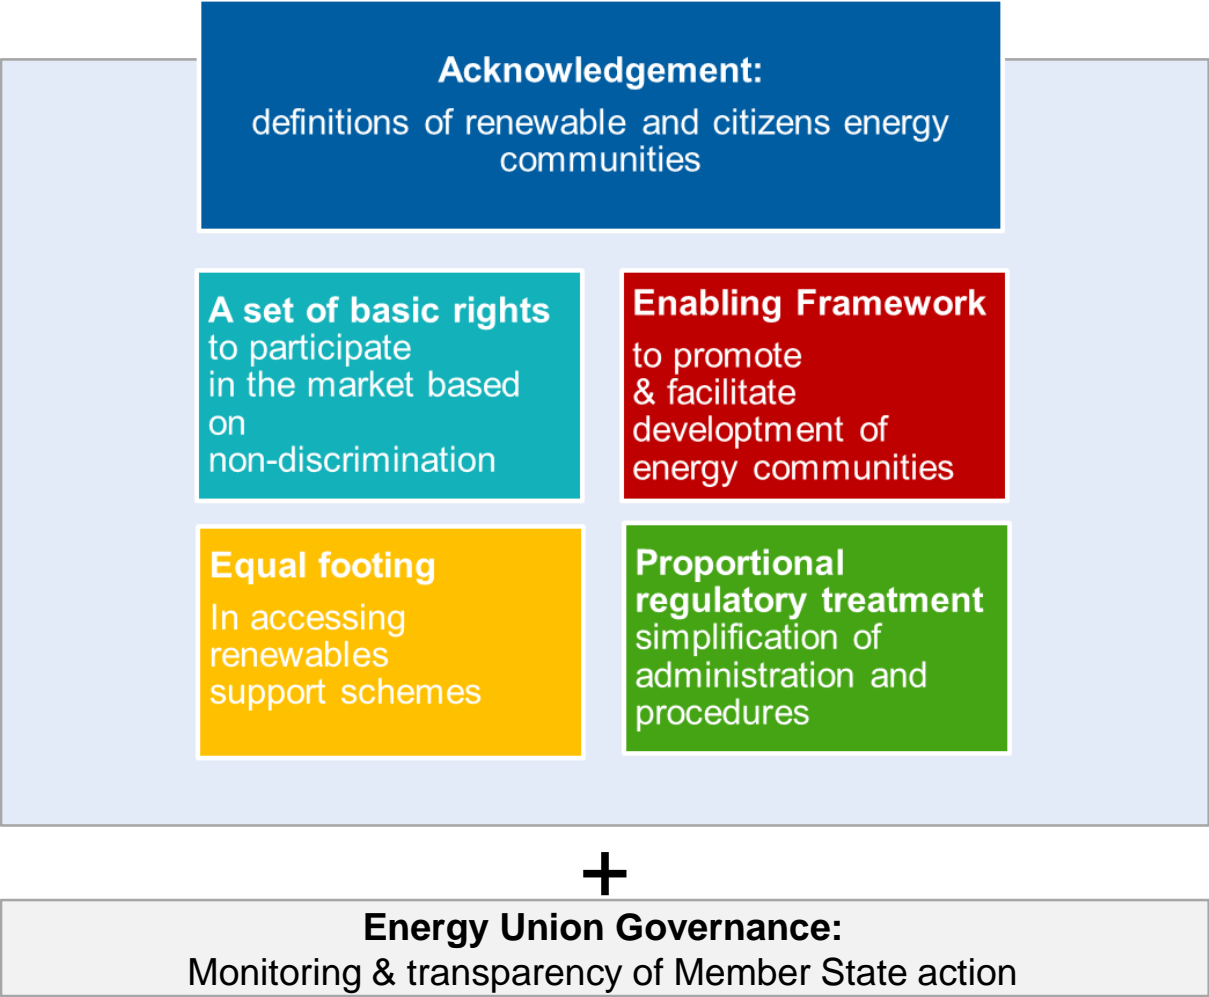 Acknowledgement:
definitions of renewable and citizens energy
communities
A set of basic rights
to participate
in the market based
on
non-discrimination
Enabling Framework
to promote
& facilitate
developtment of
energy communities
Equal footing
In accessing
renewables
support schemes
Proportional
regulatory treatment
simplification of
administration and
procedures
+
Energy Union Governance:
Monitoring & transparency of Member State action